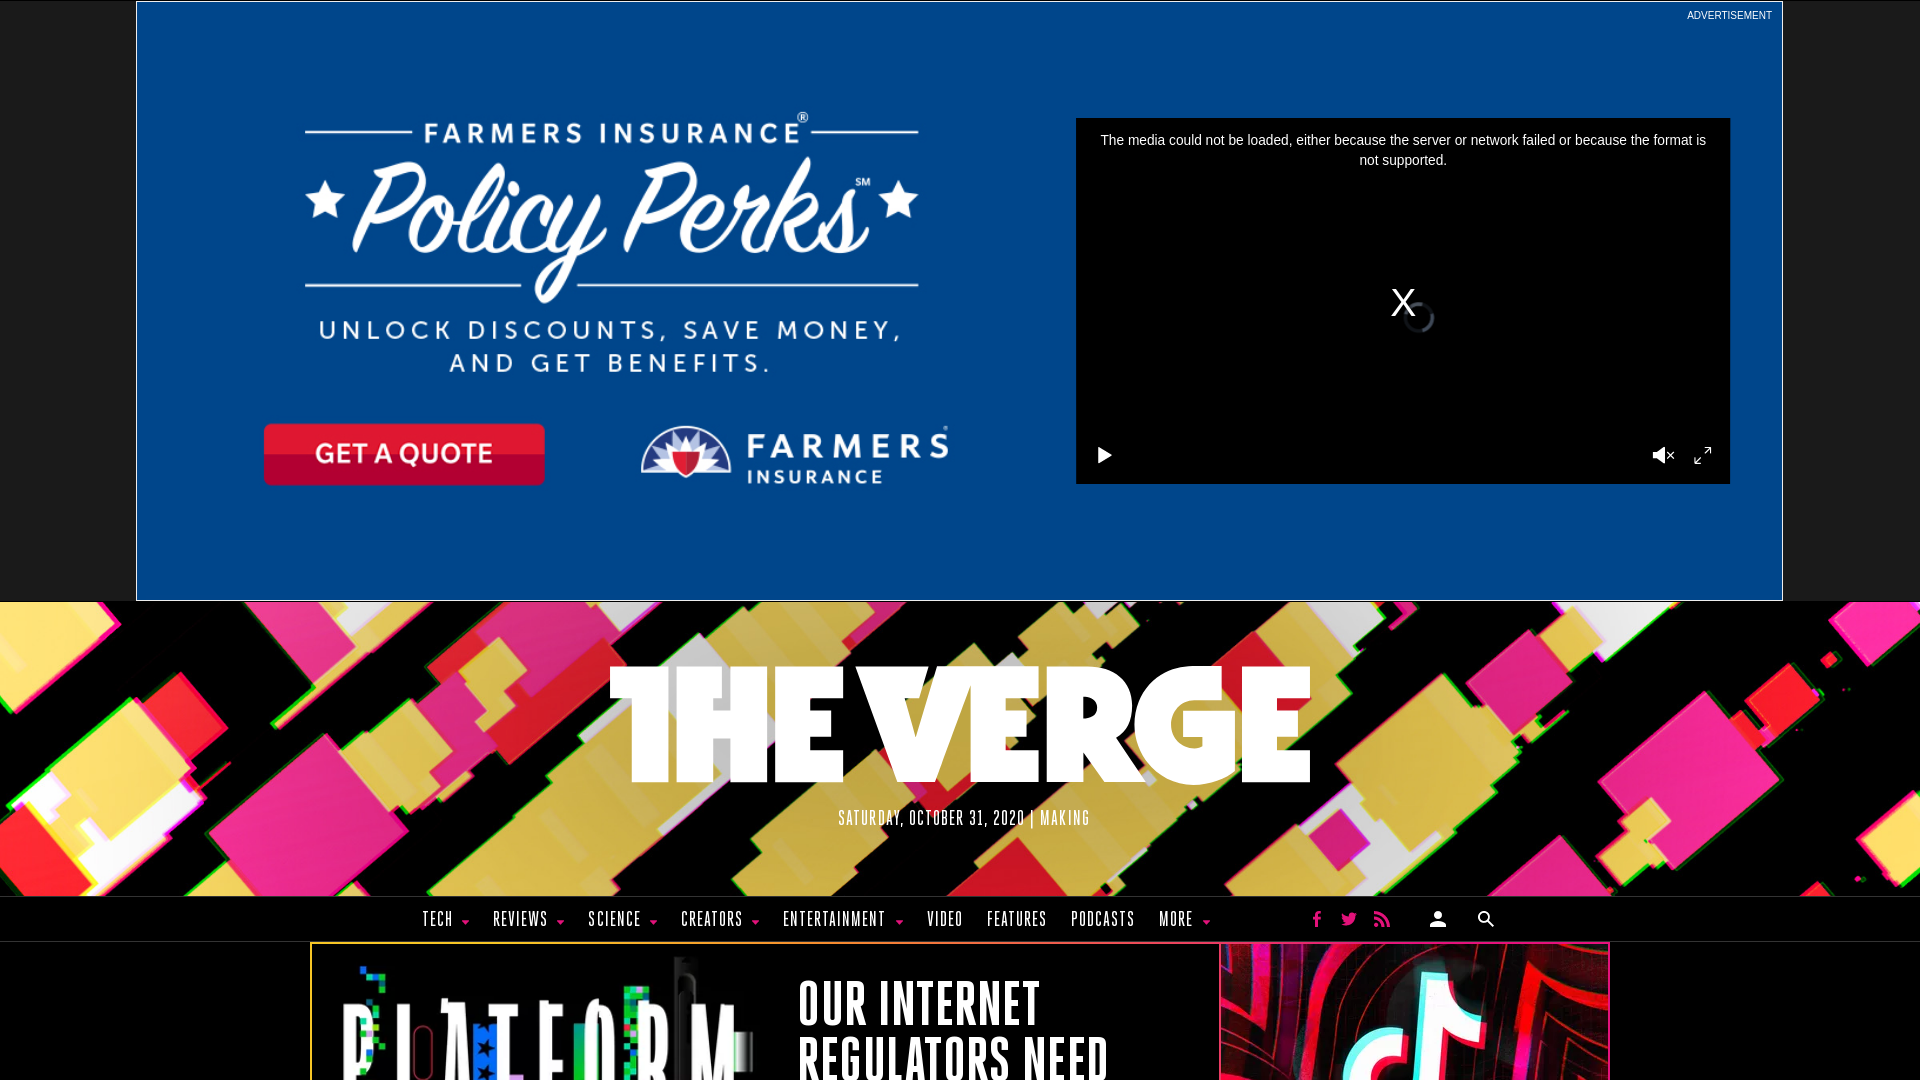 ADVERTISEMENT
FARMERS INSURANCE®
Policy Perks℠
UNLOCK DISCOUNTS, SAVE MONEY,
AND GET BENEFITS.
GET A QUOTE
FARMERS®
INSURANCE
The media could not be loaded, either because the server or network failed or because the format is
not supported.
X
THE VERGE
SATURDAY, OCTOBER 31, 2020 | MAKING
TECH REVIEWS SCIENCE CREATORS ENTERTAINMENT VIDEO FEATURES PODCASTS MORE
PLATFORM
OUR INTERNET
REGULATORS NEED